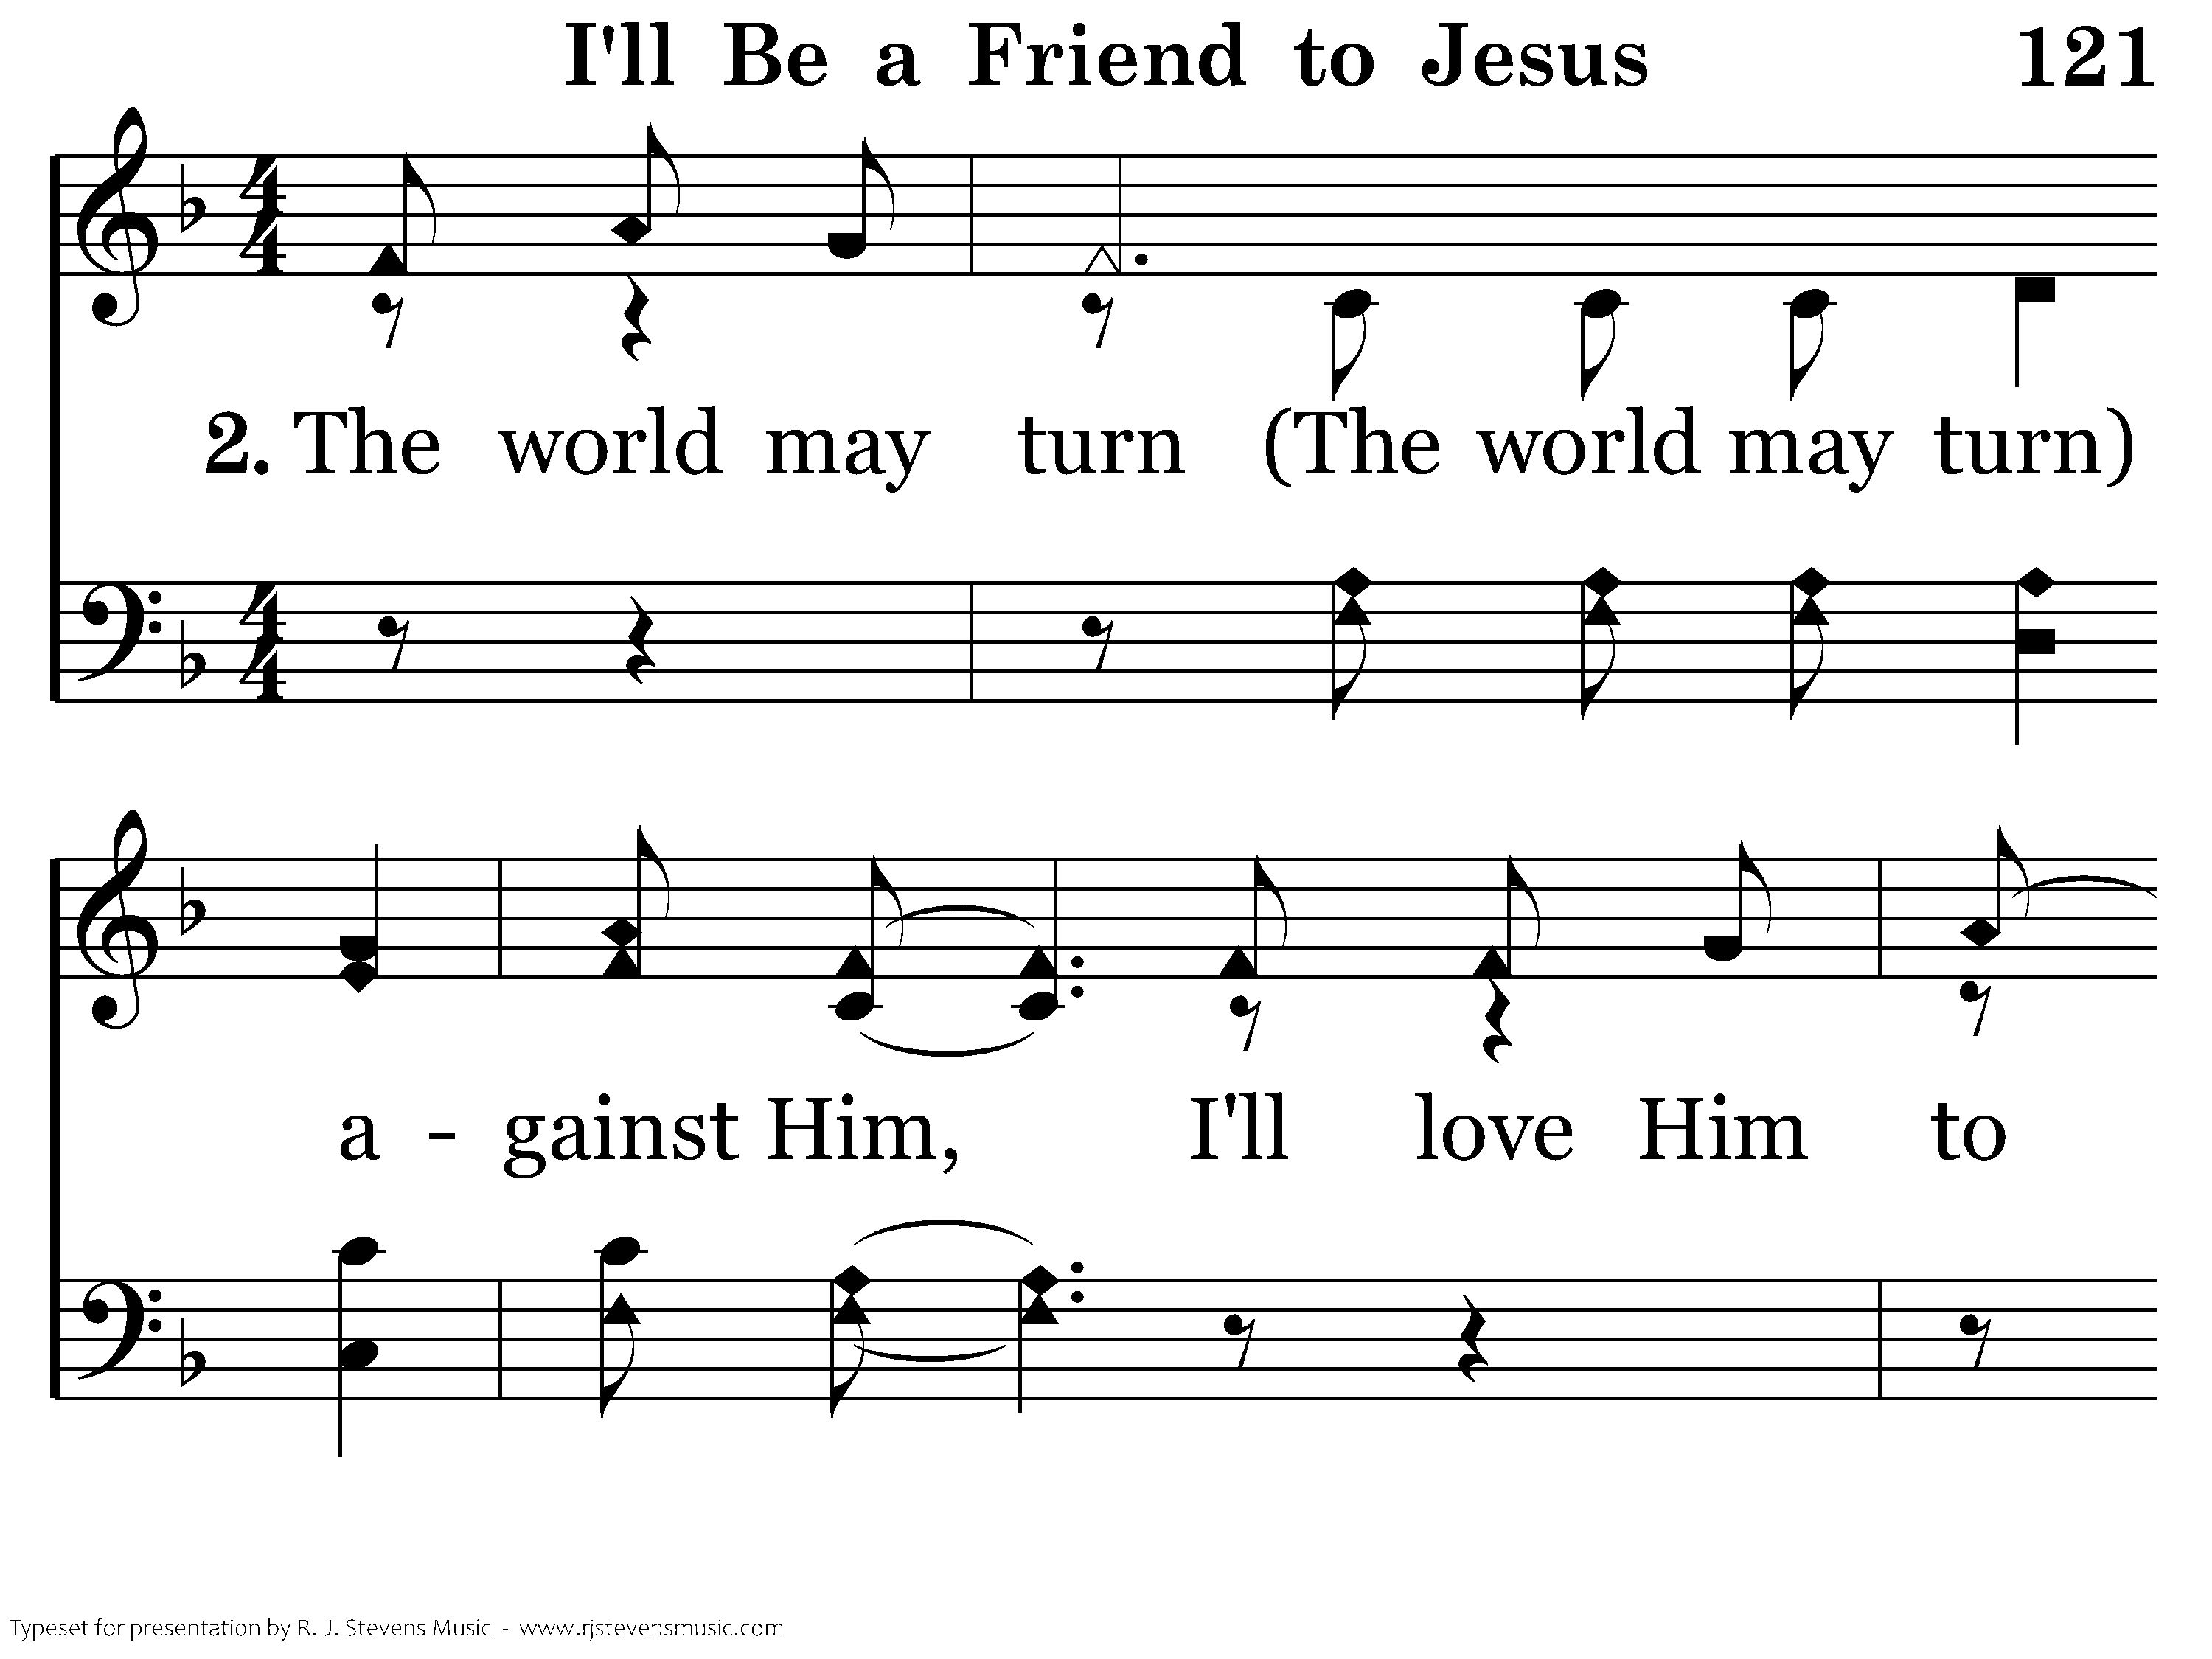 I'll Be a Friend to Jesus 121
2. The world may turn (The world may turn)
a - gainst Him, I'll love Him to
Typeset for presentation by R. J. Stevens Music - www.rjstevensmusic.com